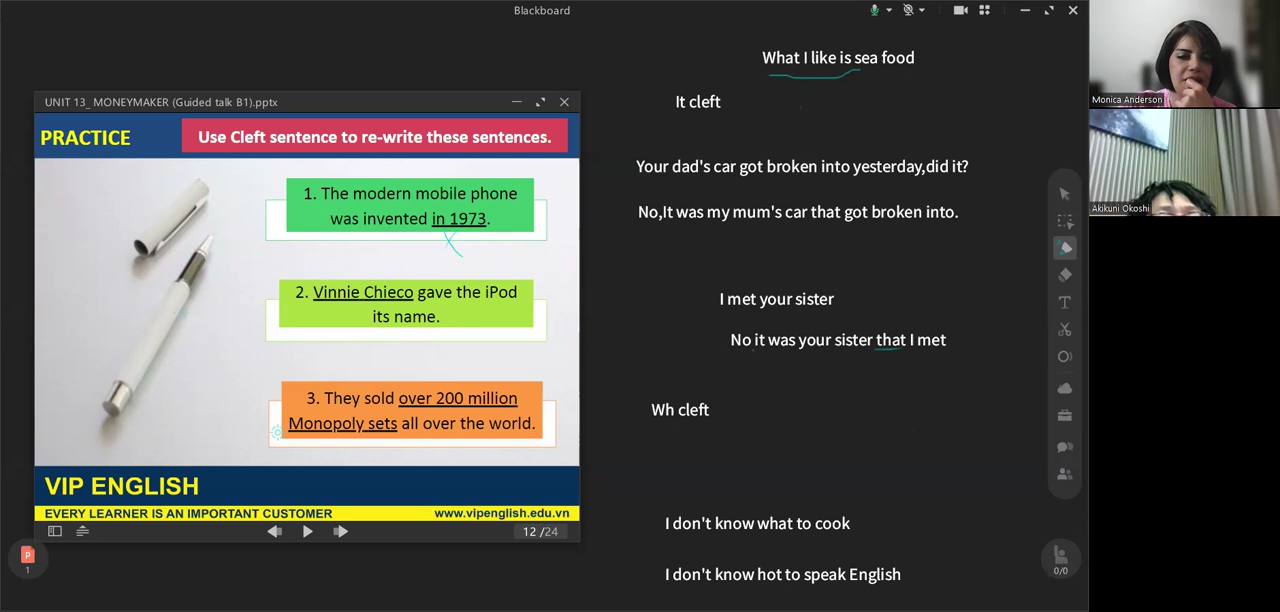 Blackboard
UNIT 13_ MONEYMAKER (Guided talk B1).pptx
PRACTICE
Use Cleft sentence to re-write these sentences.
1. The modern mobile phone
was invented in 1973.
2. Vinnie Chieco gave the iPod
its name.
3. They sold over 200 million
Monopoly sets all over the world.
VIP ENGLISH
EVERY LEARNER IS AN IMPORTANT CUSTOMER
www.vipenglish.edu.vn
12 /24
P
1
What I like is sea food
It cleft
Your dad's car got broken into yesterday,did it?
No,It was my mum's car that got broken into.
I met your sister
No it was your sister that I met
Wh cleft
I don't know what to cook
I don't know hot to speak English
T
0/0
Monica Anderson
Akikuni Okoshi